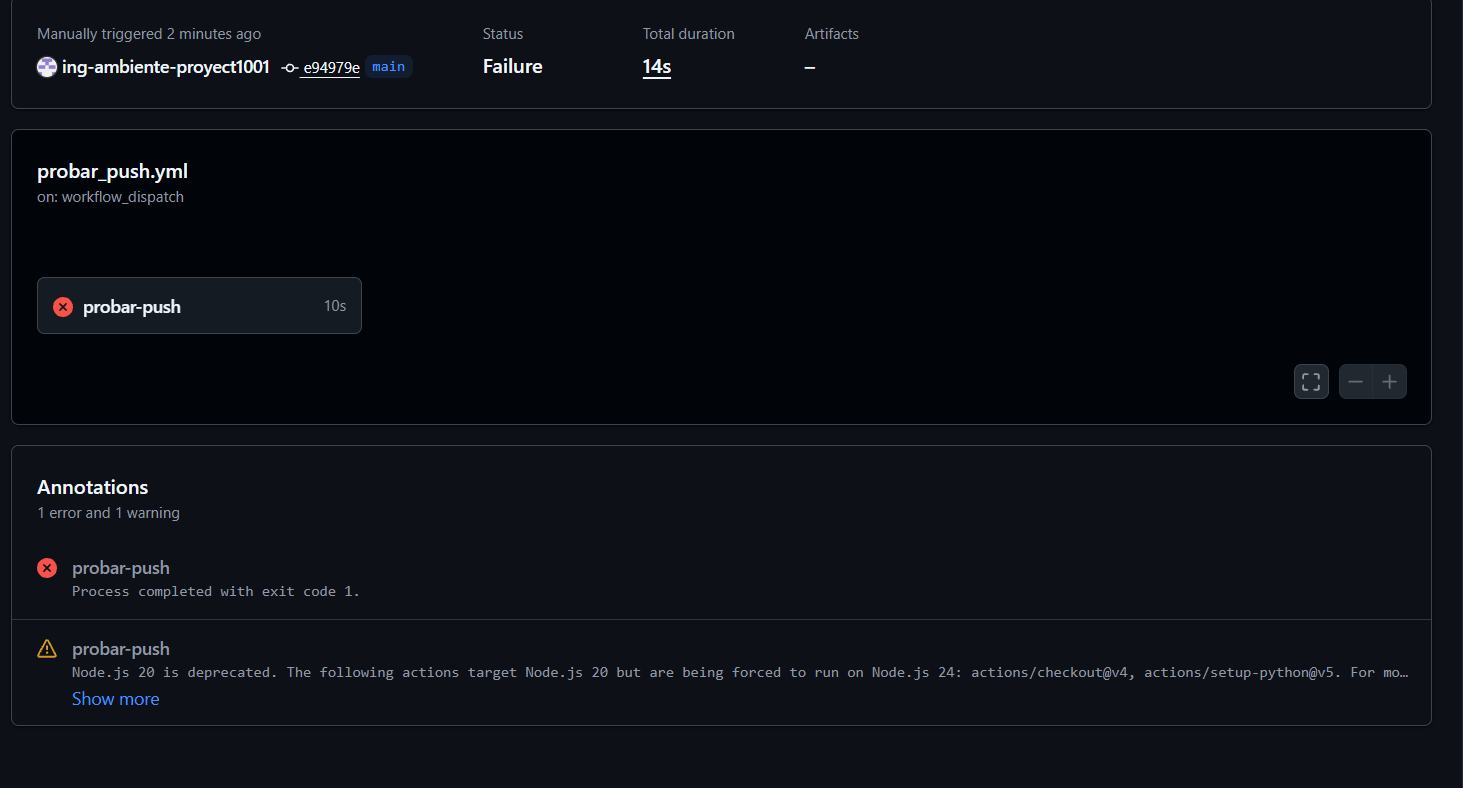 Manually triggered 2 minutes ago
Status
Total duration
Artifacts
ing-ambiente-proyect1001 e94979e main
Failure
14s
–
probar_push.yml
on: workflow_dispatch
probar-push 10s
Annotations
1 error and 1 warning
probar-push
Process completed with exit code 1.
probar-push
Node.js 20 is deprecated. The following actions target Node.js 20 but are being forced to run on Node.js 24: actions/checkout@v4, actions/setup-python@v5. For mo…
Show more